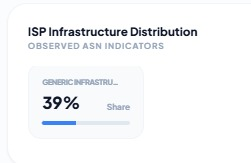 ISP Infrastructure Distribution
OBSERVED ASN INDICATORS
GENERIC INFRASTRU...
39%
Share